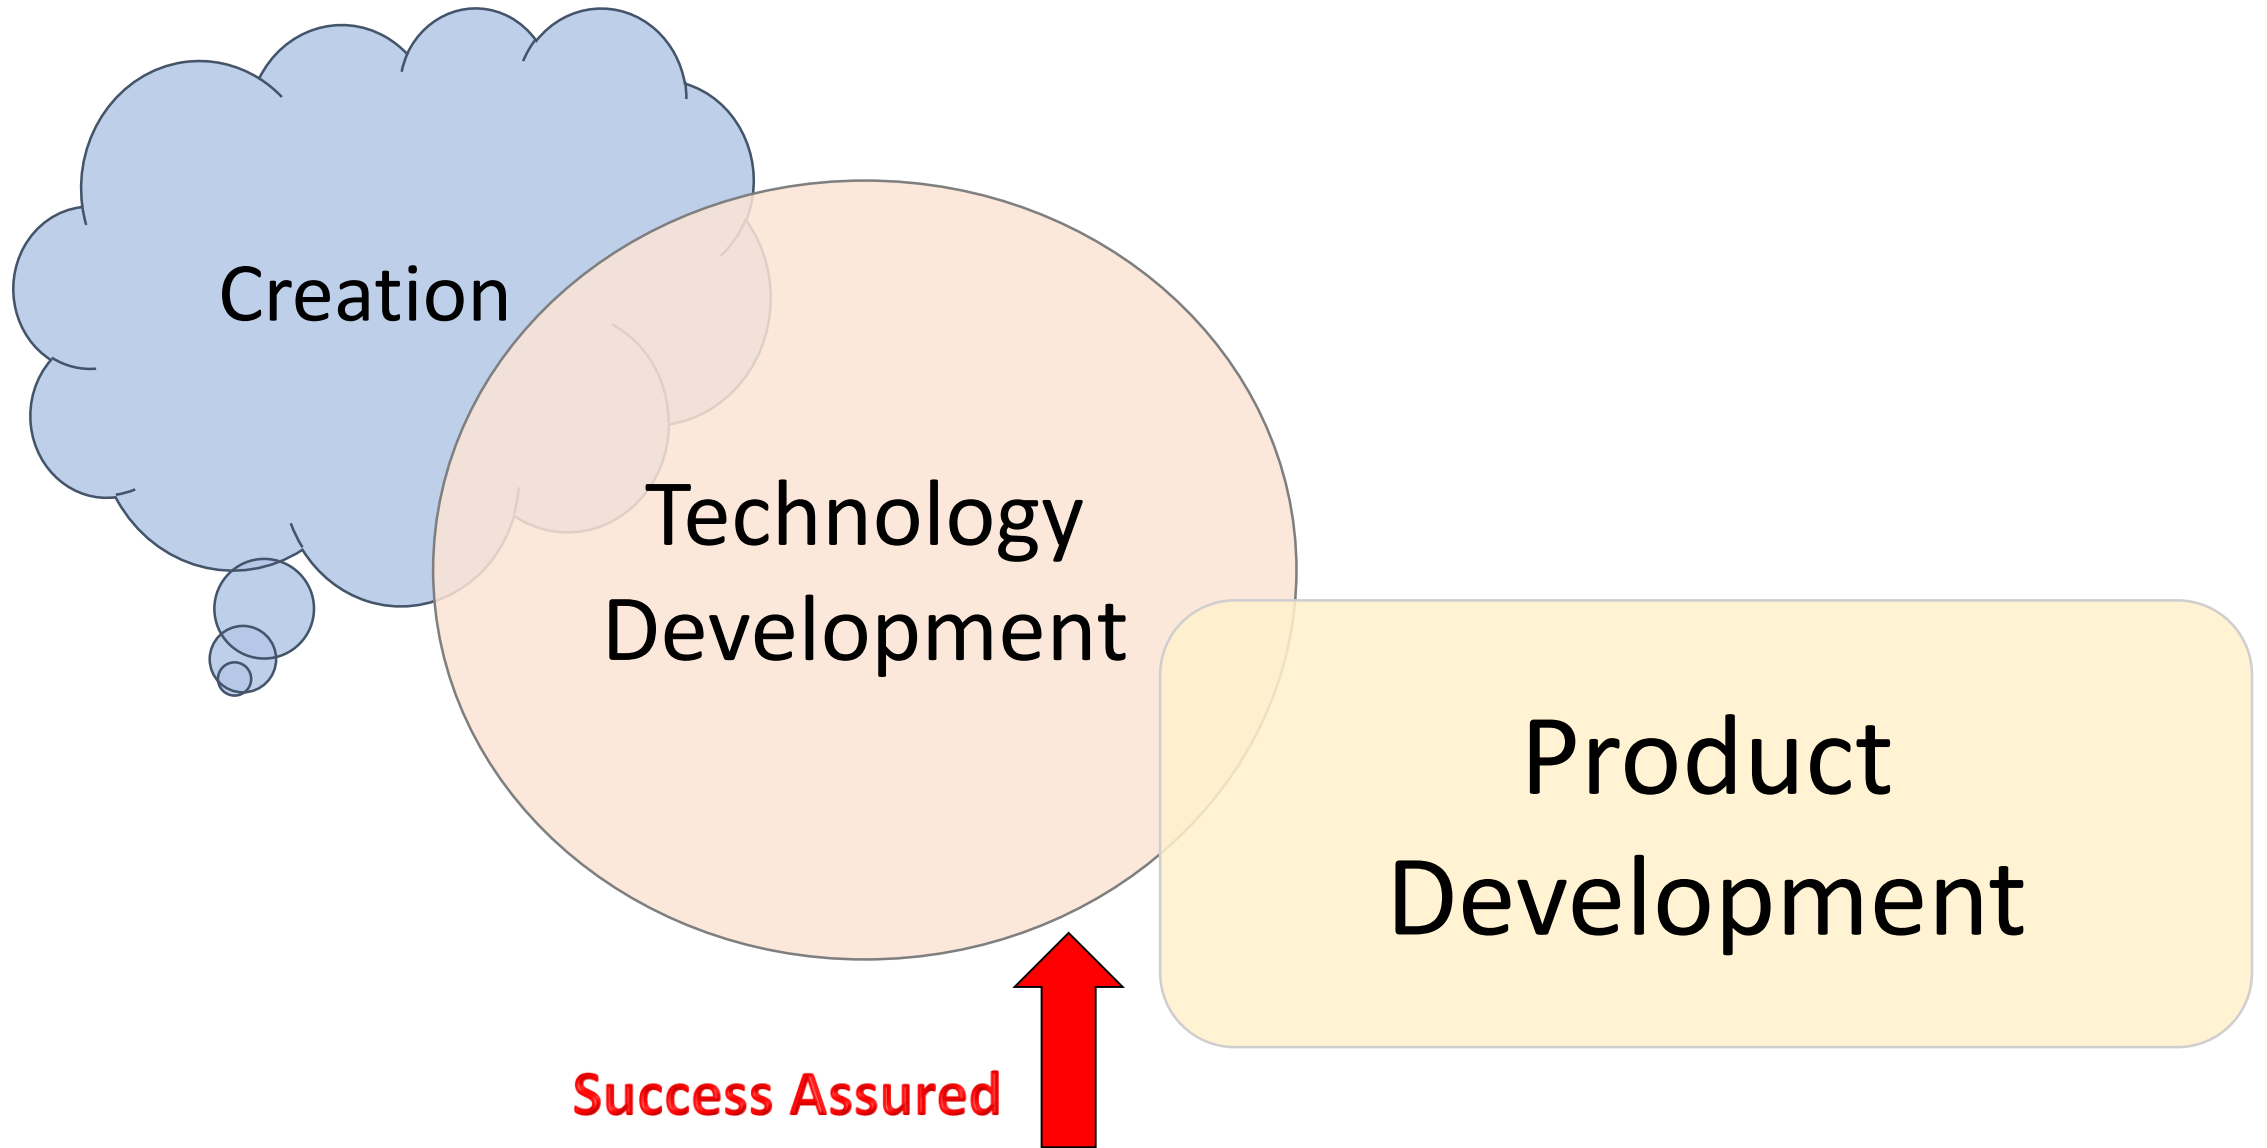 Creation
Technology
Development
Product
Development
Success Assured